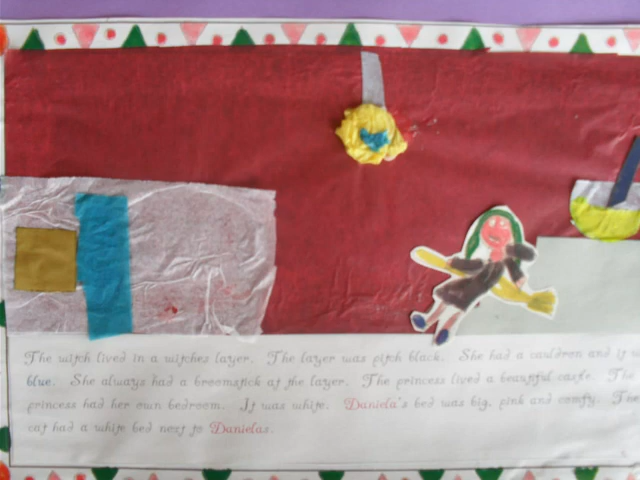 The witch lived in a witches layer. The layer was pitch black. She had a cauldron and it w
blue. She always had a broomstick at the layer. The princess lived a beautiful castle. The
princess had her own bedroom. It was white. Daniela's bed was big, pink and comfy. The
cat had a white bed next to Danielas.